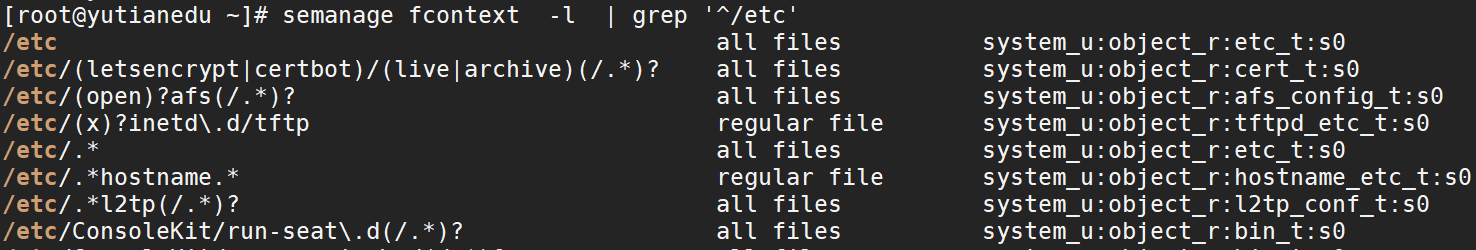 [root@yutianedu ~]# semanage fcontext  -l  | grep '^/etc'
/etc                                                all files          system_u:object_r:etc_t:s0
/etc/(letsencrypt|certbot)/(live|archive)(/.*)?    all files          system_u:object_r:cert_t:s0
/etc/(open)?afs(/.*)?                               all files          system_u:object_r:afs_config_t:s0
/etc/(x)?inetd\.d/tftp                              regular file       system_u:object_r:tftpd_etc_t:s0
/etc/.*                                             all files          system_u:object_r:etc_t:s0
/etc/.*hostname.*                                   regular file       system_u:object_r:hostname_etc_t:s0
/etc/.*l2tp(/.*)?                                   all files          system_u:object_r:l2tp_conf_t:s0
/etc/ConsoleKit/run-seat\.d(/.*)?                   all files          system_u:object_r:bin_t:s0